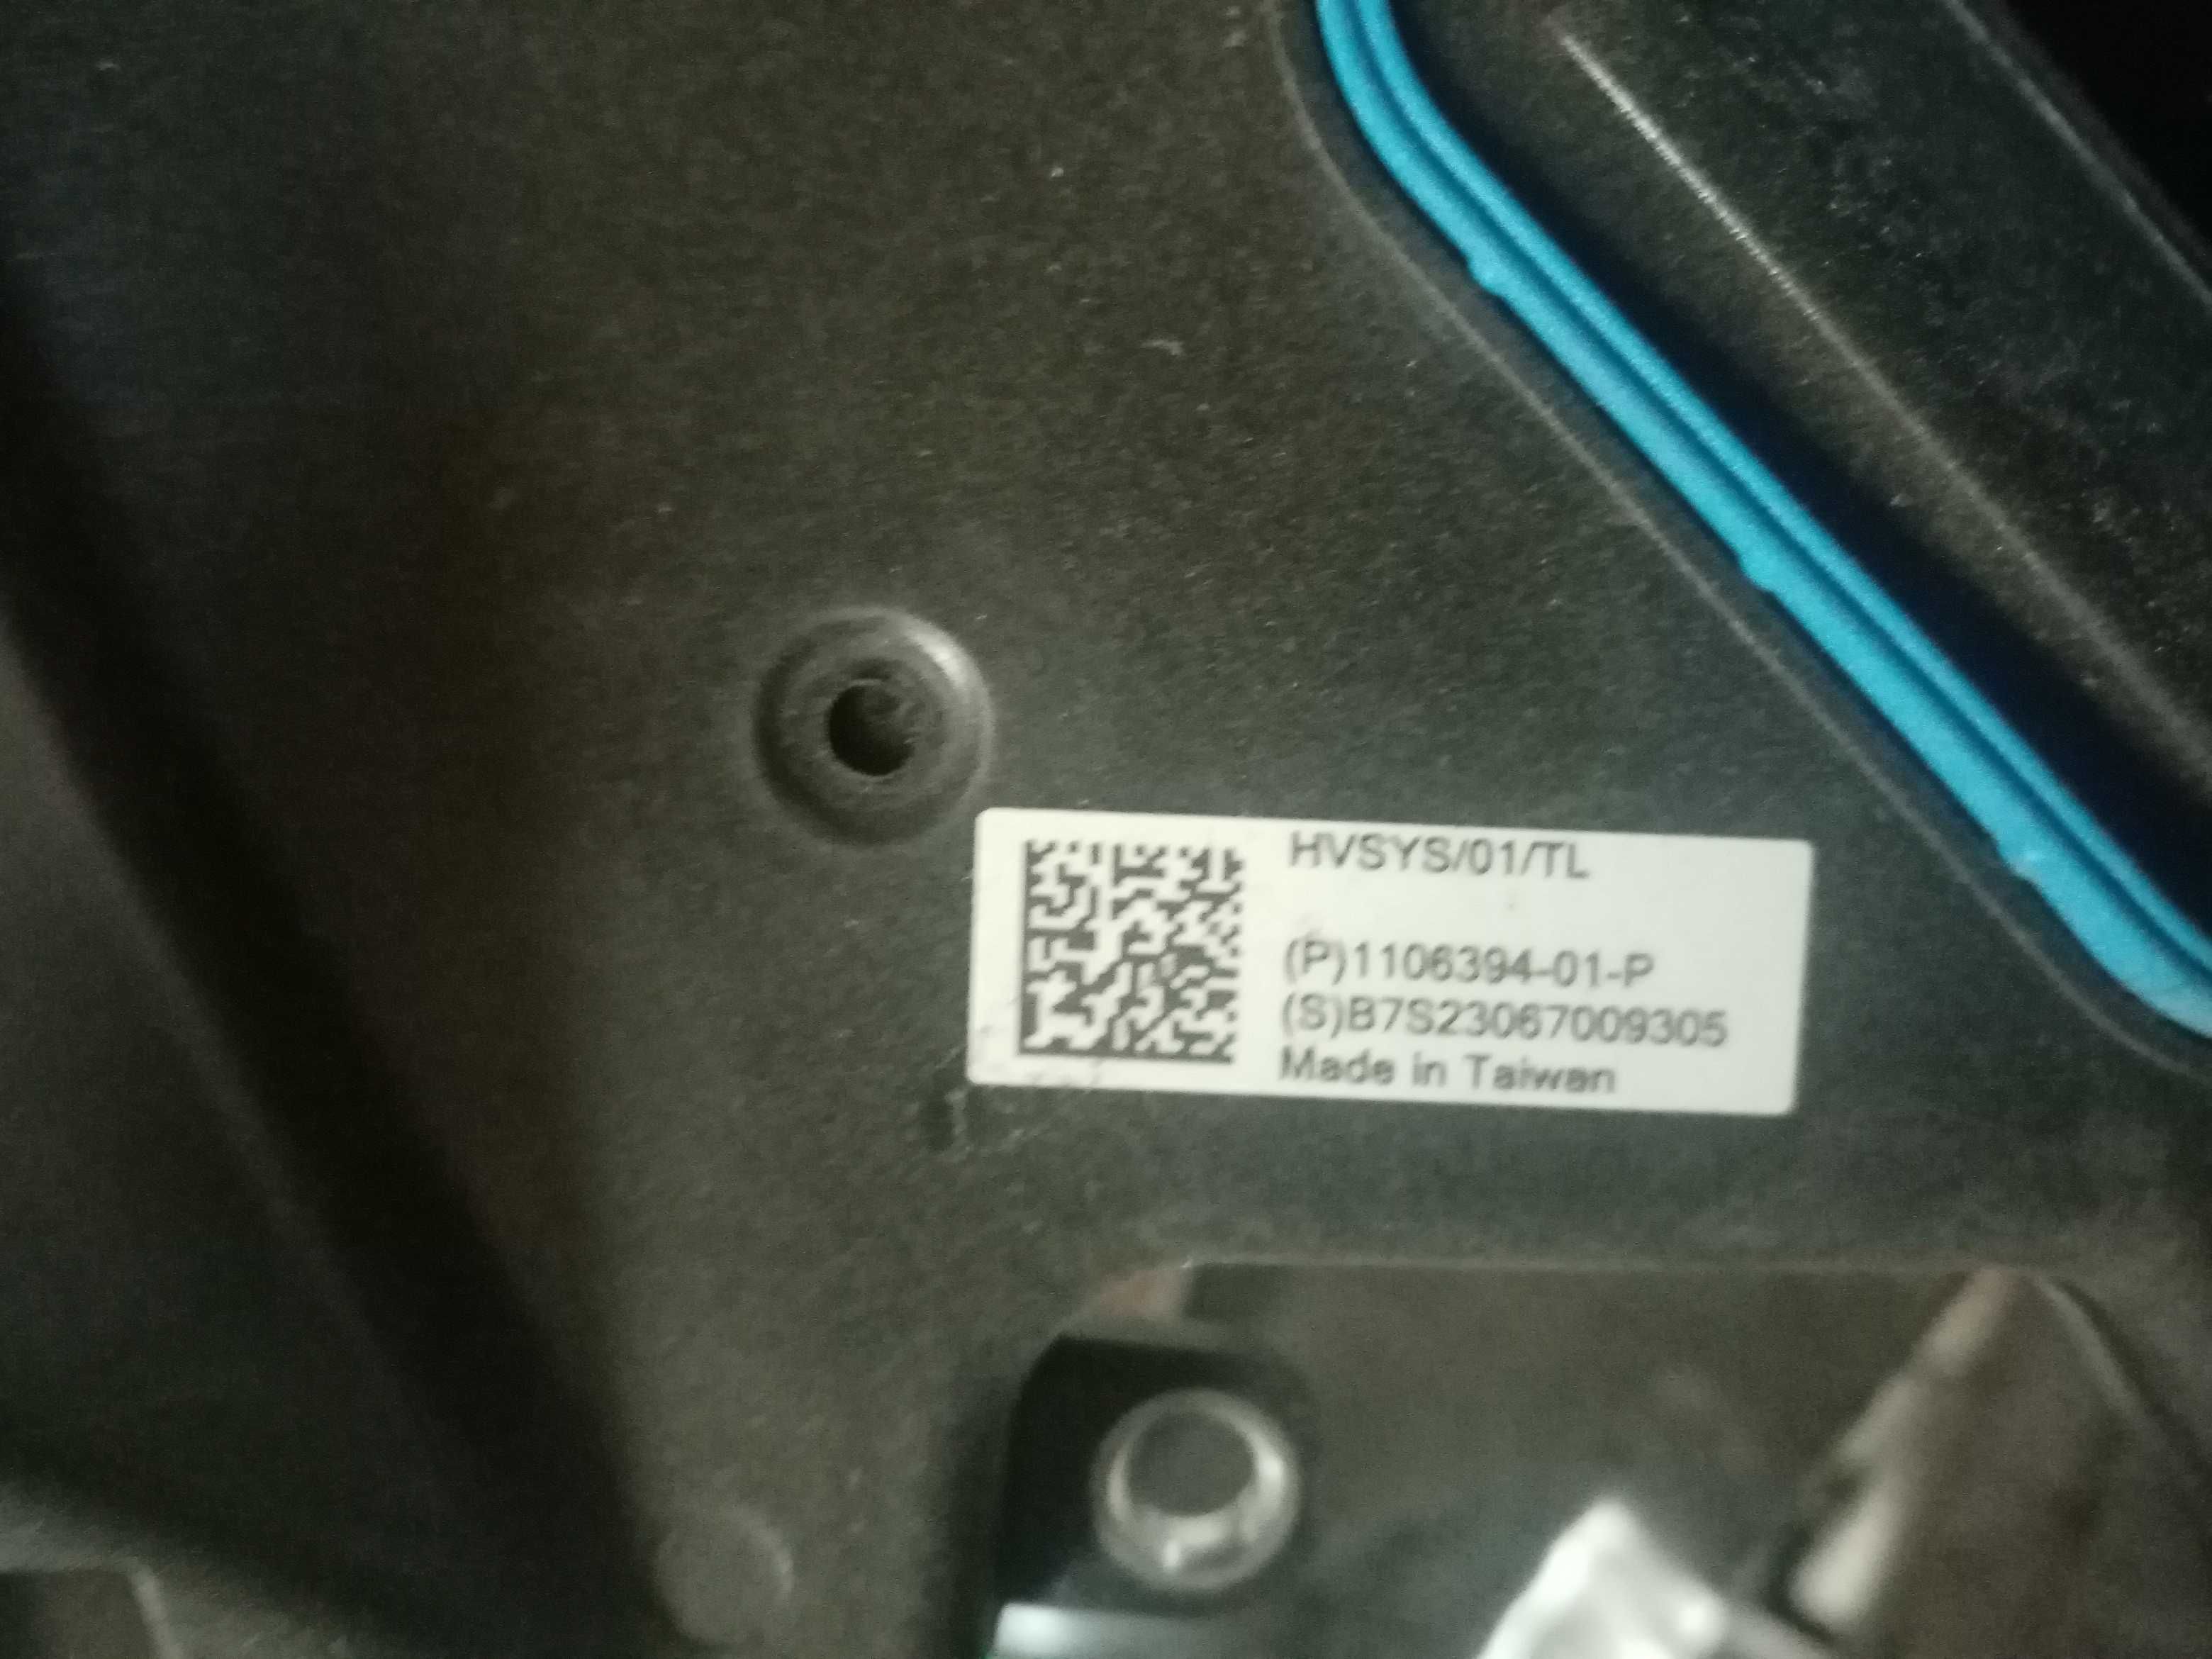 HVSYS/01/TL
(P)1106394-01-P
(S)B7S23067009305
Made in Taiwan